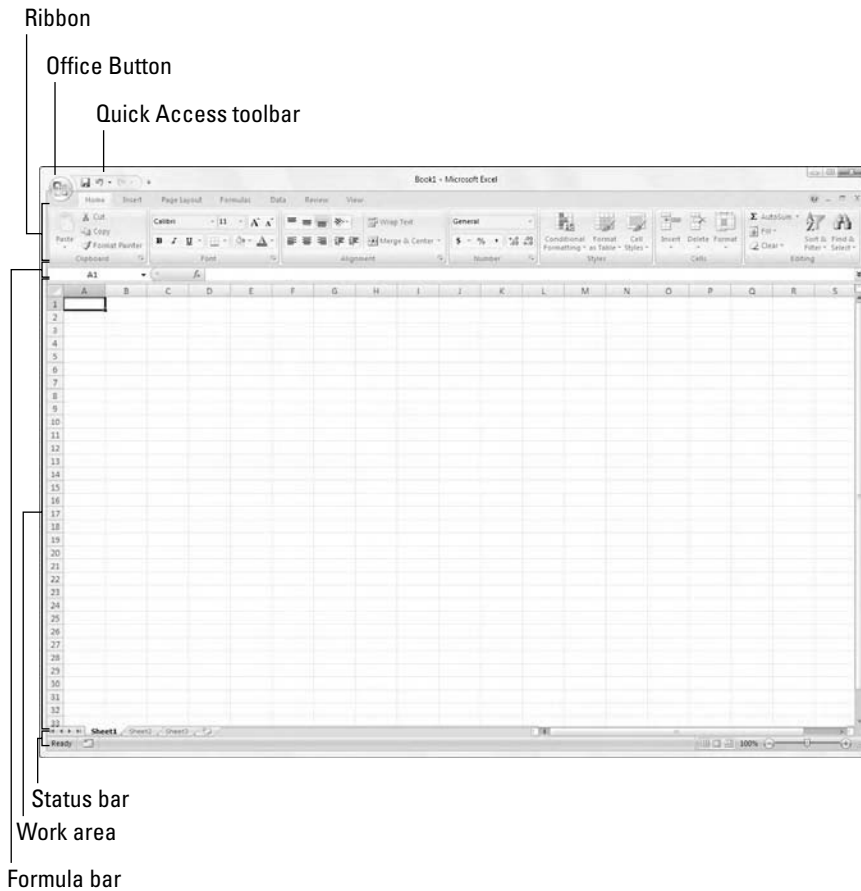 Ribbon
Office Button
Quick Access toolbar
Book1 - Microsoft Excel
Home Insert Page Layout Formulas Data Review View
Cut Calibri 11 A A Wrap Text General Σ AutoSum
Copy Fill
Paste Format Painter B I U A Merge & Center $ % , Conditional Formatting Format as Table Cell Styles Insert Delete Format Clear Sort & Filter Find & Select
Clipboard Font Alignment Number Styles Cells Editing
A1 fx
A B C D E F G H I J K L M N O P Q R S
1
2
3
4
5
6
7
8
9
10
11
12
13
14
15
16
17
18
19
20
21
22
23
24
25
26
27
28
29
30
31
32
33
Sheet1 Sheet2 Sheet3
Ready 100%
Status bar
Work area
Formula bar